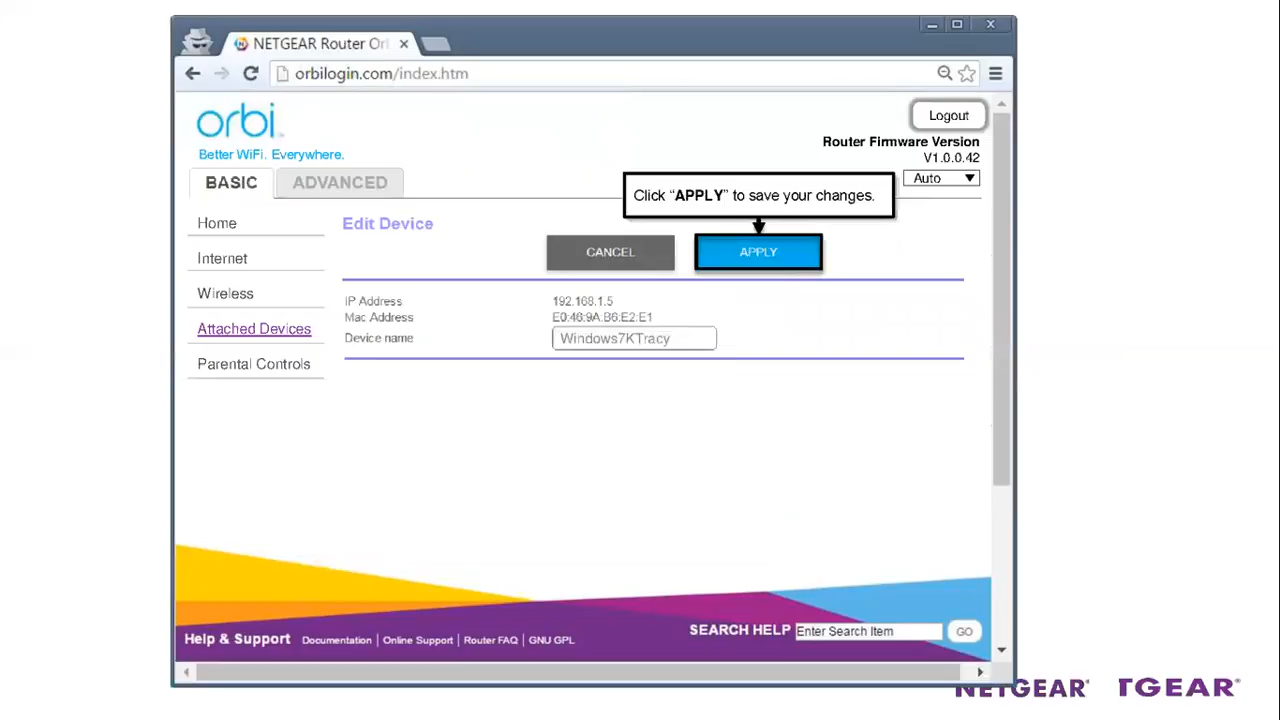 NETGEAR Router Orl
orbilogin.com/index.htm
orbi
Better WiFi. Everywhere.
Logout
Router Firmware Version
V1.0.0.42
Auto
BASIC
ADVANCED
Click “APPLY” to save your changes.
Home
Internet
Wireless
Attached Devices
Parental Controls
Edit Device
CANCEL
APPLY
IP Address 192.168.1.5
Mac Address E0:46:9A:B6:E2:E1
Device name Windows7KTracy
Help & Support Documentation | Online Support | Router FAQ | GNU GPL
SEARCH HELP Enter Search Item GO
NETGEAR® TGEAR®